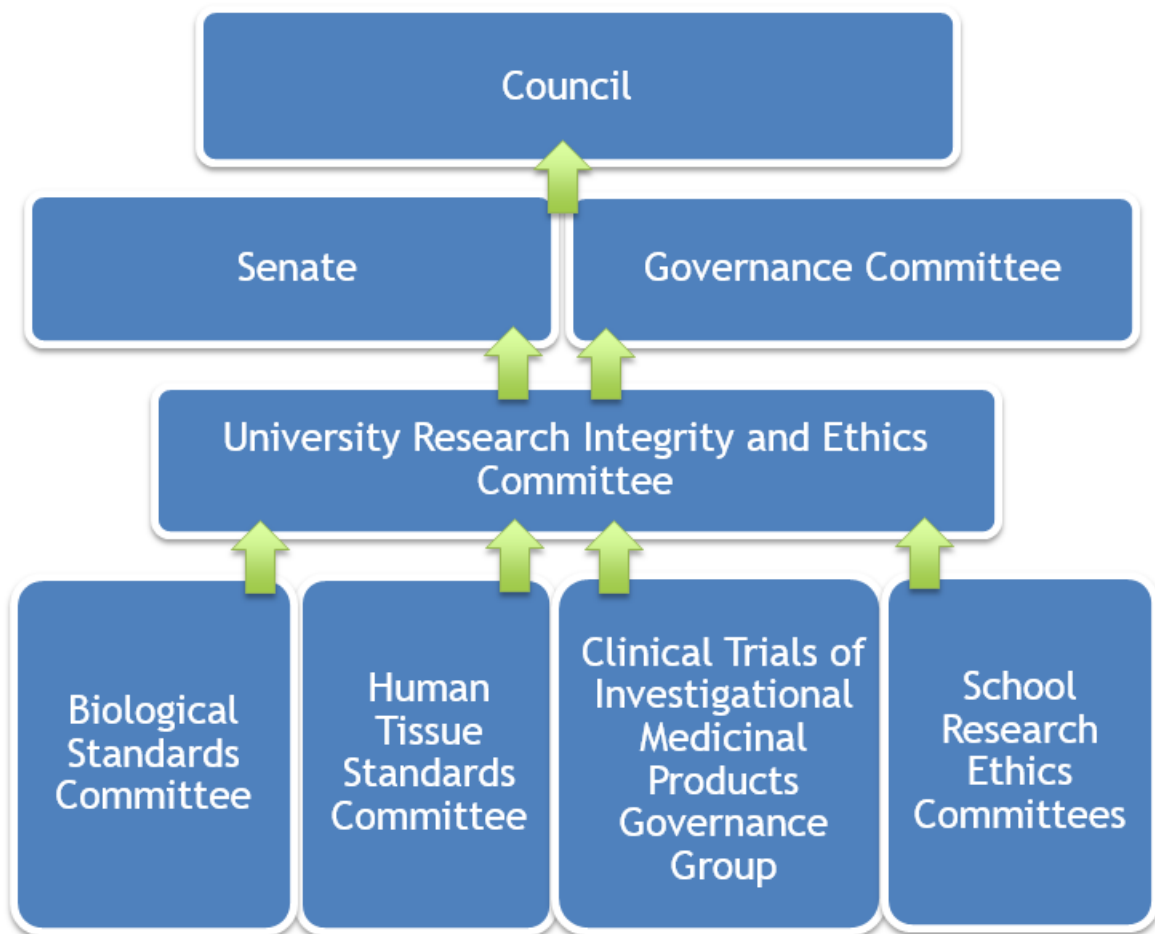 Council
Senate
Governance Committee
University Research Integrity and Ethics
Committee
Biological
Standards
Committee
Human
Tissue
Standards
Committee
Clinical Trials of
Investigational
Medicinal
Products
Governance
Group
School
Research
Ethics
Committees